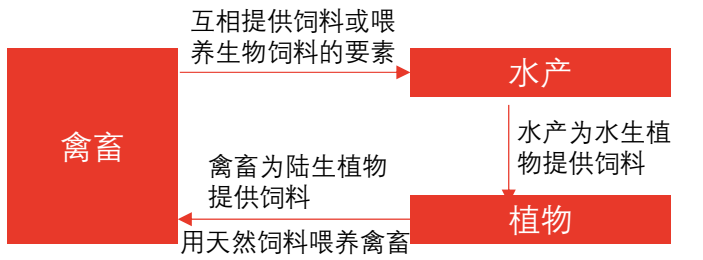 互相提供饲料或喂
养生物饲料的要素
禽畜
水产
水产为水生植
物提供饲料
禽畜为陆生植物
提供饲料
植物
用天然饲料喂养禽畜